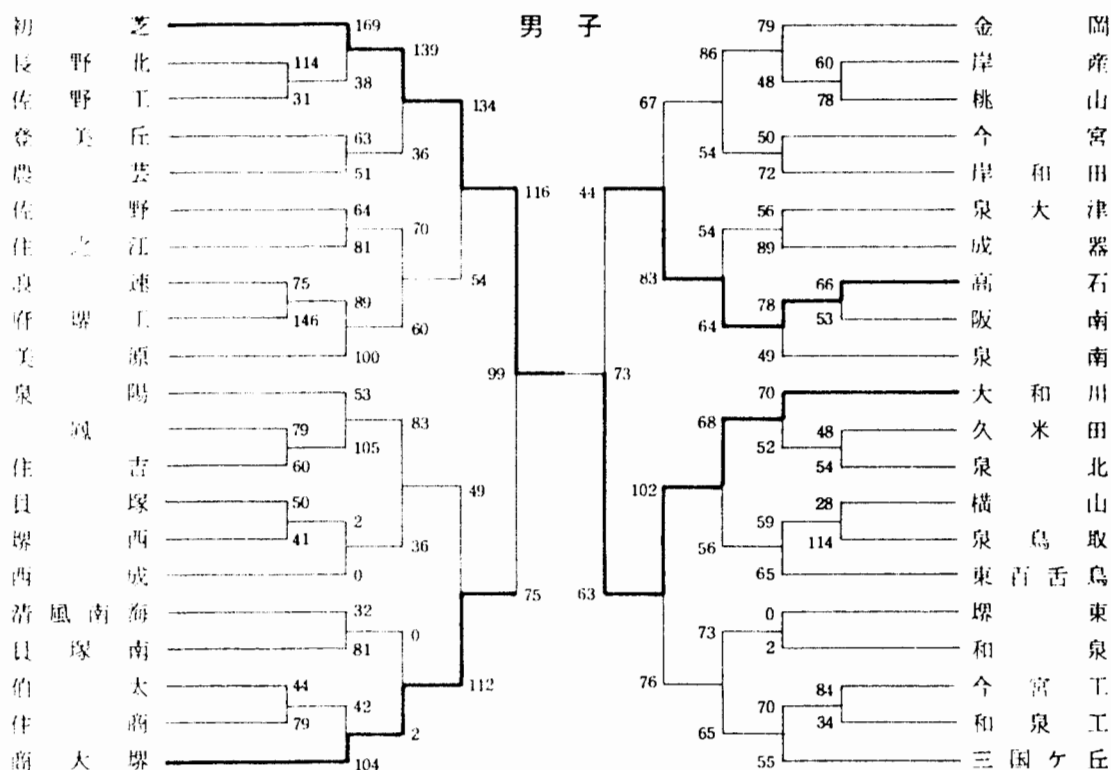 男子
初芝 169 79 金岡
139
長野北 114 86 60 岸産
38 48
佐野工 31 134 67 78 桃山
登美丘 63 50 今宮
36 54
農芸 51 72 岸和田
116 44
佐野 64 56 泉大津
70 54
住之江 81 89 成器
54 83
浪速 75 66 高石
89 78
府堺工 146 60 64 53 阪南
美原 100 49 泉南
99 73
泉陽 53 70 大和川
83 68
鳳 79 48 久米田
105 52
住吉 60 54 泉北
49 102
貝塚 50 28 横山
2 59
堺西 41 36 56 114 泉鳥取
西成 0 65 東百舌鳥
75 63
清風南海 32 0 堺東
0 73
貝塚南 81 2 和泉
112 76
伯太 44 84 今宮工
42 70
住商 79 2 65 34 和泉工
商大堺 104 55 三国ケ丘